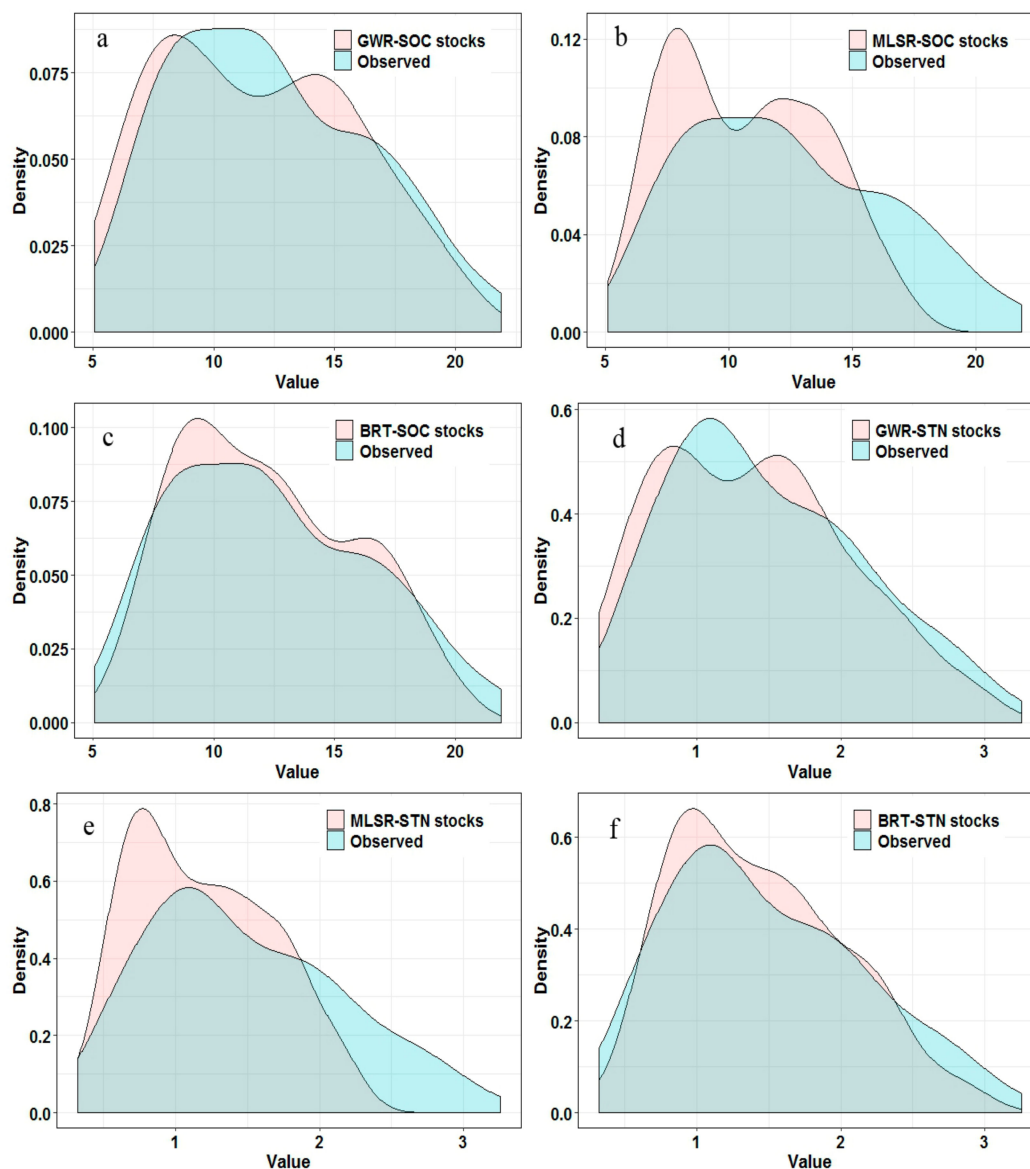 a
GWR-SOC stocks
Observed
Density
0.075
0.050
0.025
0.000
5
10
15
20
Value
b
MLSR-SOC stocks
Observed
Density
0.12
0.08
0.04
0.00
5
10
15
20
Value
c
BRT-SOC stocks
Observed
Density
0.100
0.075
0.050
0.025
0.000
5
10
15
20
Value
d
GWR-STN stocks
Observed
Density
0.6
0.4
0.2
0.0
1
2
3
Value
e
MLSR-STN stocks
Observed
Density
0.8
0.6
0.4
0.2
0.0
1
2
3
Value
f
BRT-STN stocks
Observed
Density
0.6
0.4
0.2
0.0
1
2
3
Value